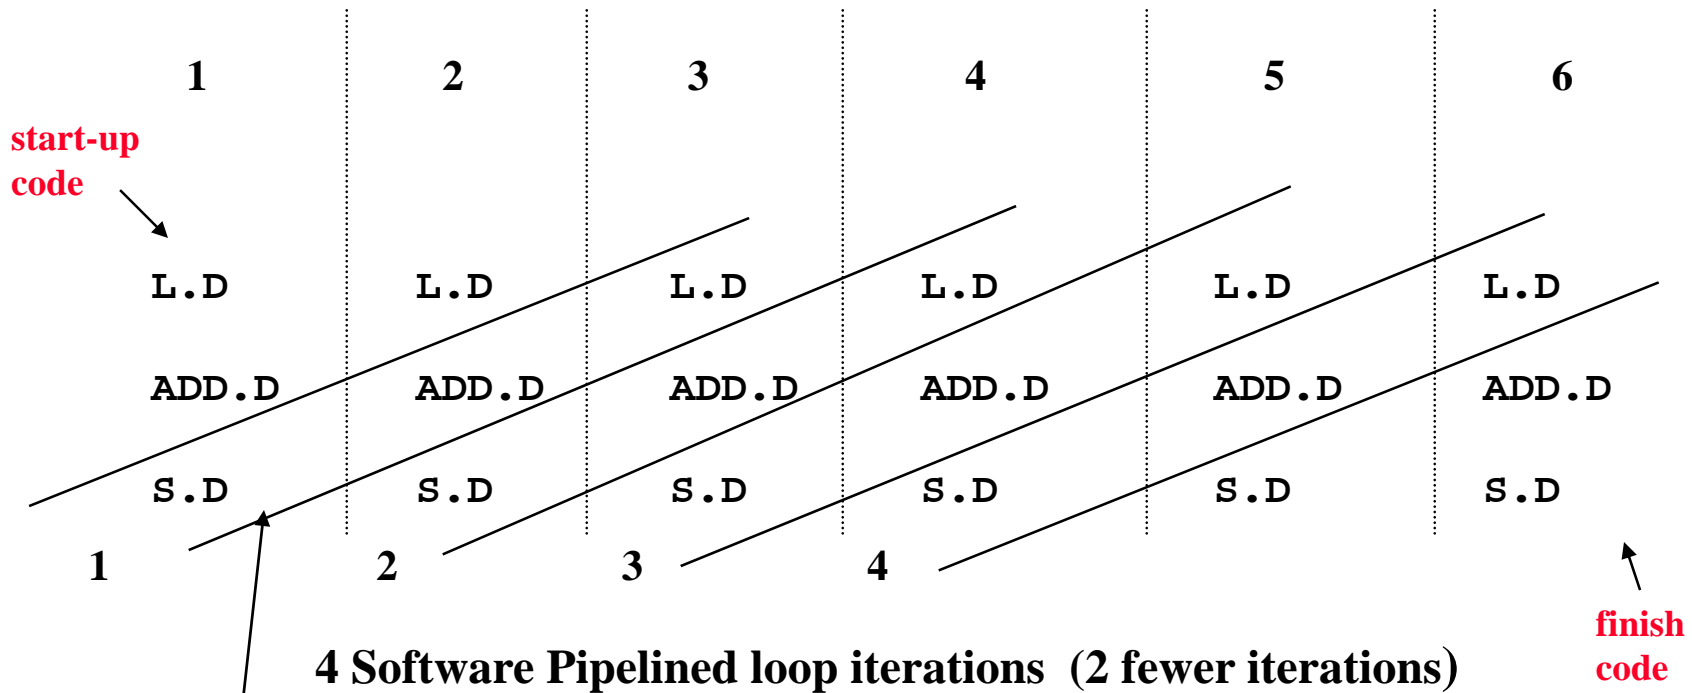 1 2 3 4 5 6
start-up
code
L.D L.D L.D L.D L.D L.D
ADD.D ADD.D ADD.D ADD.D ADD.D ADD.D
S.D S.D S.D S.D S.D S.D
1 2 3 4
4 Software Pipelined loop iterations (2 fewer iterations)
finish
code